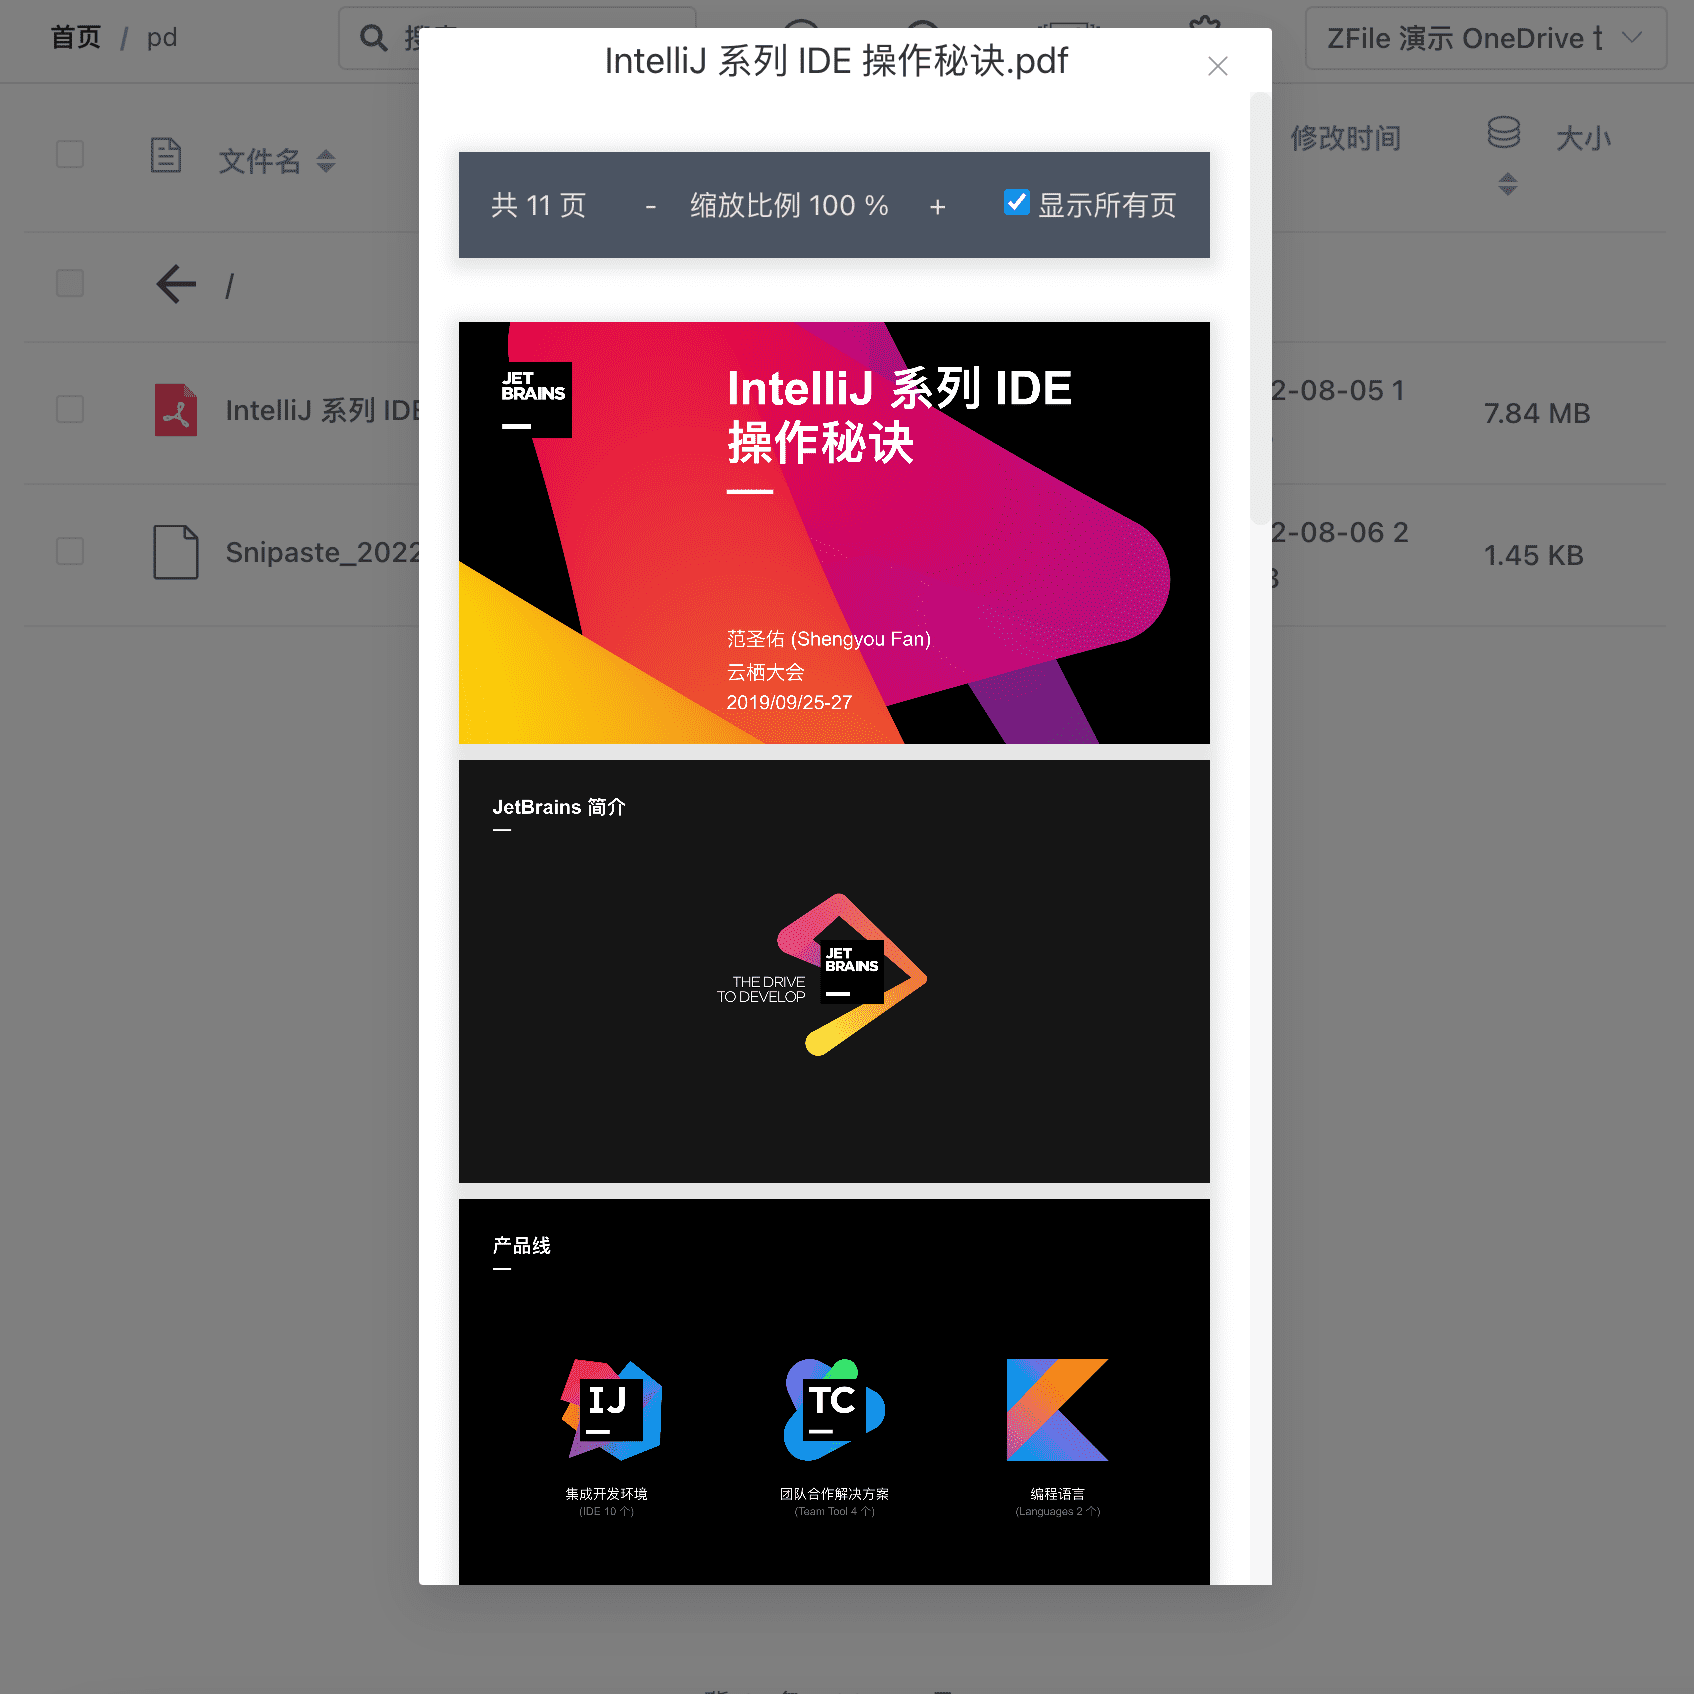 首页 / pd
ZFile 演示 OneDrive
IntelliJ 系列 IDE 操作秘诀.pdf
文件名
修改时间
大小
共 11 页 - 缩放比例 100 % + 显示所有页
/
IntelliJ 系列 IDE
2-08-05 1
7.84 MB
Snipaste_2022
2-08-06 2
1.45 KB
JET
BRAINS
IntelliJ 系列 IDE
操作秘诀
范圣佑 (Shengyou Fan)
云栖大会
2019/09/25-27
JetBrains 简介
THE DRIVE
TO DEVELOP
JET
BRAINS
产品线
IJ
TC
集成开发环境
(IDE 10 个)
团队合作解决方案
(Team Tool 4 个)
编程语言
(Languages 2 个)